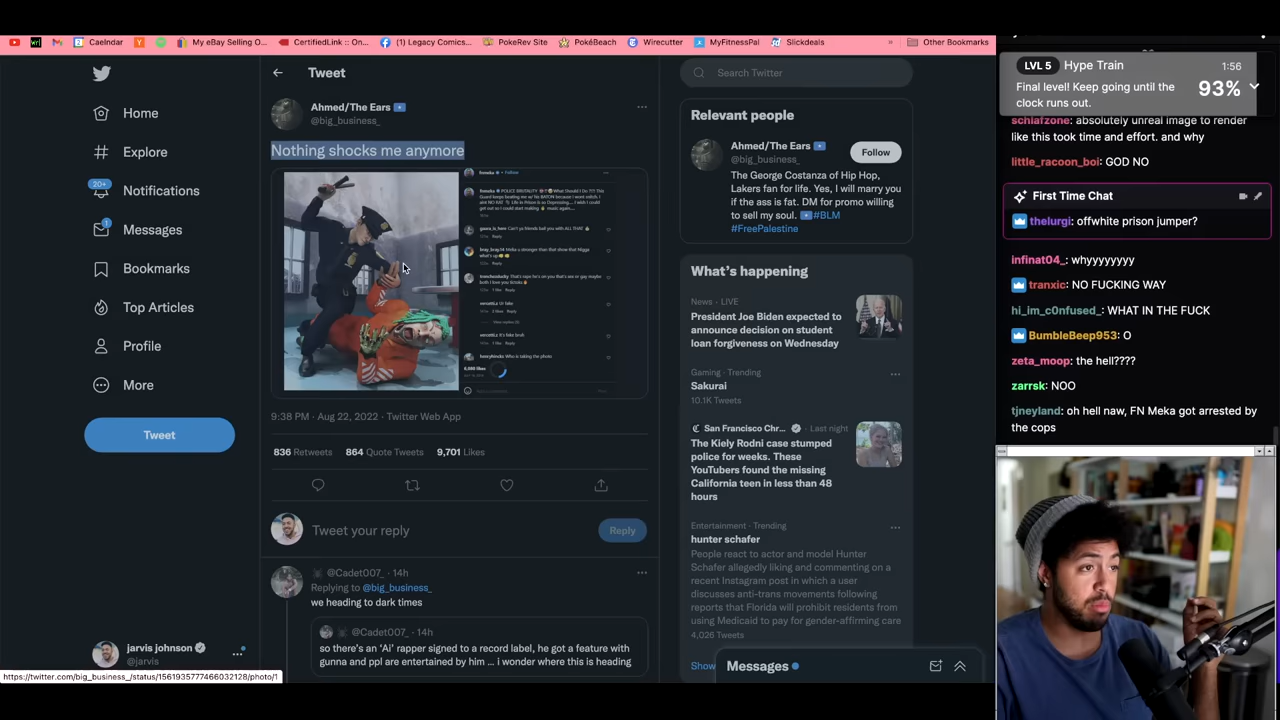 Caelndar
My eBay Selling O...
CertifiedLink :: On...
(1) Legacy Comics...
PokeRev Site
PokéBeach
Wirecutter
MyFitnessPal
Slickdeals
»
Other Bookmarks
Home
Explore
20+
Notifications
1
Messages
Bookmarks
Top Articles
Profile
More
Tweet
jarvis johnson
@jarvis
https://twitter.com/big_business_/status/1561935777466032128/photo/1
Tweet
Ahmed/The Ears
@big_business_
Nothing shocks me anymore
9:38 PM · Aug 22, 2022 · Twitter Web App
836 Retweets 864 Quote Tweets 9,701 Likes
Tweet your reply
Reply
@Cadet007_ · 14h
Replying to @big_business_
we heading to dark times
@Cadet007_ · 14h
so there's an 'Ai' rapper signed to a record label, he got a feature with
gunna and ppl are entertained by him ... i wonder where this is heading
Search Twitter
Relevant people
Ahmed/The Ears
@big_business_
Follow
The George Costanza of Hip Hop,
Lakers fan for life. Yes, I will marry you
if the ass is fat. DM for promo willing
to sell my soul. #BLM
#FreePalestine
What's happening
News · LIVE
President Joe Biden expected to
announce decision on student
loan forgiveness on Wednesday
Gaming · Trending
Sakurai
10.1K Tweets
San Francisco Chr... · Last night
The Kiely Rodni case stumped
police for weeks. These
YouTubers found the missing
California teen in less than 48
hours
Entertainment · Trending
hunter schafer
People react to actor and model Hunter
Schafer allegedly liking and commenting on a
recent Instagram post in which a user
discusses anti-trans movements following
reports that Florida will prohibit residents from
using Medicaid to pay for gender-affirming care
4,026 Tweets
Show
Messages
LVL 5 Hype Train 1:56
Final level! Keep going until the
clock runs out.
93%
schiafzone: absolutely unreal image to render
like this took time and effort. and why
little_racoon_boi: GOD NO
First Time Chat
thelurgi: offwhite prison jumper?
infinat04_: whyyyyyyy
tranxic: NO FUCKING WAY
hi_im_c0nfused_: WHAT IN THE FUCK
BumbleBeep953: O
zeta_moop: the hell????
zarrsk: NOO
tjneyland: oh hell naw, FN Meka got arrested by
the cops